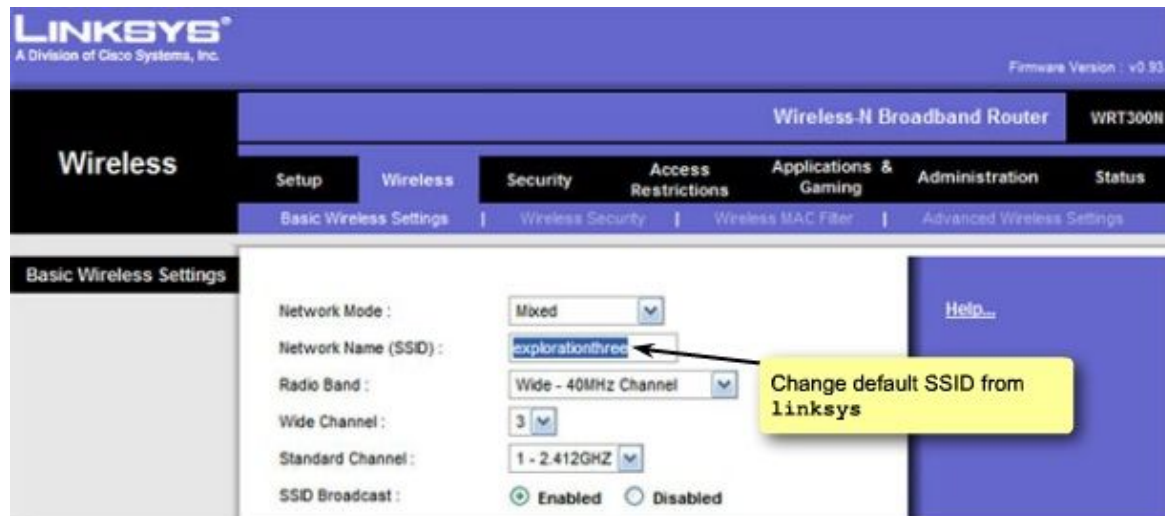 LINKSYS®
A Division of Cisco Systems, Inc.
Firmware Version : v0.93
Wireless-N Broadband Router WRT300N
Wireless
Setup Wireless Security Access Restrictions Applications & Gaming Administration Status
Basic Wireless Settings | Wireless Security | Wireless MAC Filter | Advanced Wireless Settings
Basic Wireless Settings
Network Mode : Mixed
Help...
Network Name (SSID) : explorationthree
Radio Band : Wide - 40MHz Channel
Change default SSID from
linksys
Wide Channel : 3
Standard Channel : 1 - 2.412GHZ
SSID Broadcast : Enabled Disabled